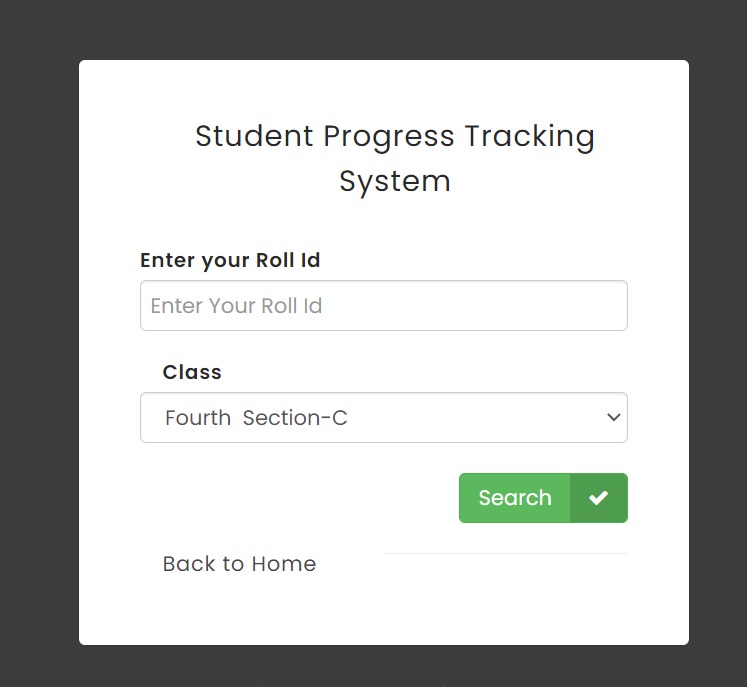 Student Progress Tracking
System
Enter your Roll Id
Enter Your Roll Id
Class
Fourth  Section-C
Search
Back to Home